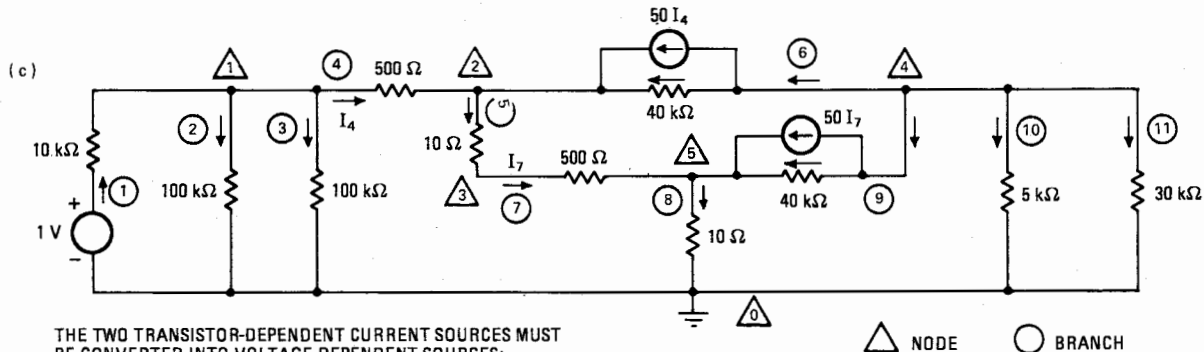 50 I4
6
(c)
1
4
500 Ω
2
4
I4
40 kΩ
5
50 I7
2
3
10 Ω
10
11
10 kΩ
I7
500 Ω
5
1
100 kΩ
100 kΩ
3
7
8
40 kΩ
9
5 kΩ
30 kΩ
+
1 V
−
10 Ω
0
THE TWO TRANSISTOR-DEPENDENT CURRENT SOURCES MUST
BE CONVERTED INTO VOLTAGE DEPENDENT SOURCES:
NODE
BRANCH